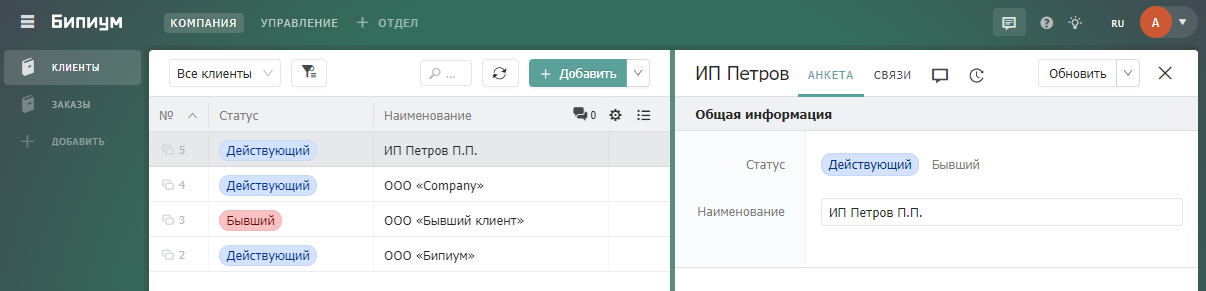 Бипиум КОМПАНИЯ УПРАВЛЕНИЕ + ОТДЕЛ ? RU А
КЛИЕНТЫ
ЗАКАЗЫ
+ ДОБАВИТЬ
Все клиенты ... + Добавить
№ Статус Наименование 0
5 Действующий ИП Петров П.П.
4 Действующий ООО «Company»
3 Бывший ООО «Бывший клиент»
2 Действующий ООО «Бипиум»
ИП Петров АНКЕТА СВЯЗИ Обновить
Общая информация
Статус Действующий Бывший
Наименование ИП Петров П.П.